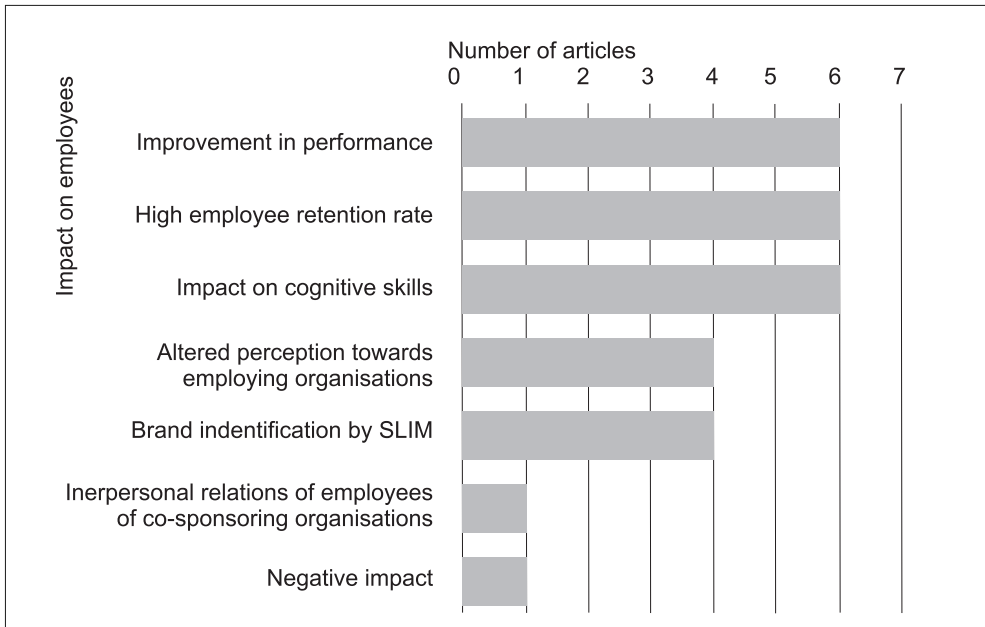 Number of articles
0 1 2 3 4 5 6 7
Impact on employees
Improvement in performance
High employee retention rate
Impact on cognitive skills
Altered perception towards
employing organisations
Brand indentification by SLIM
Inerpersonal relations of employees
of co-sponsoring organisations
Negative impact